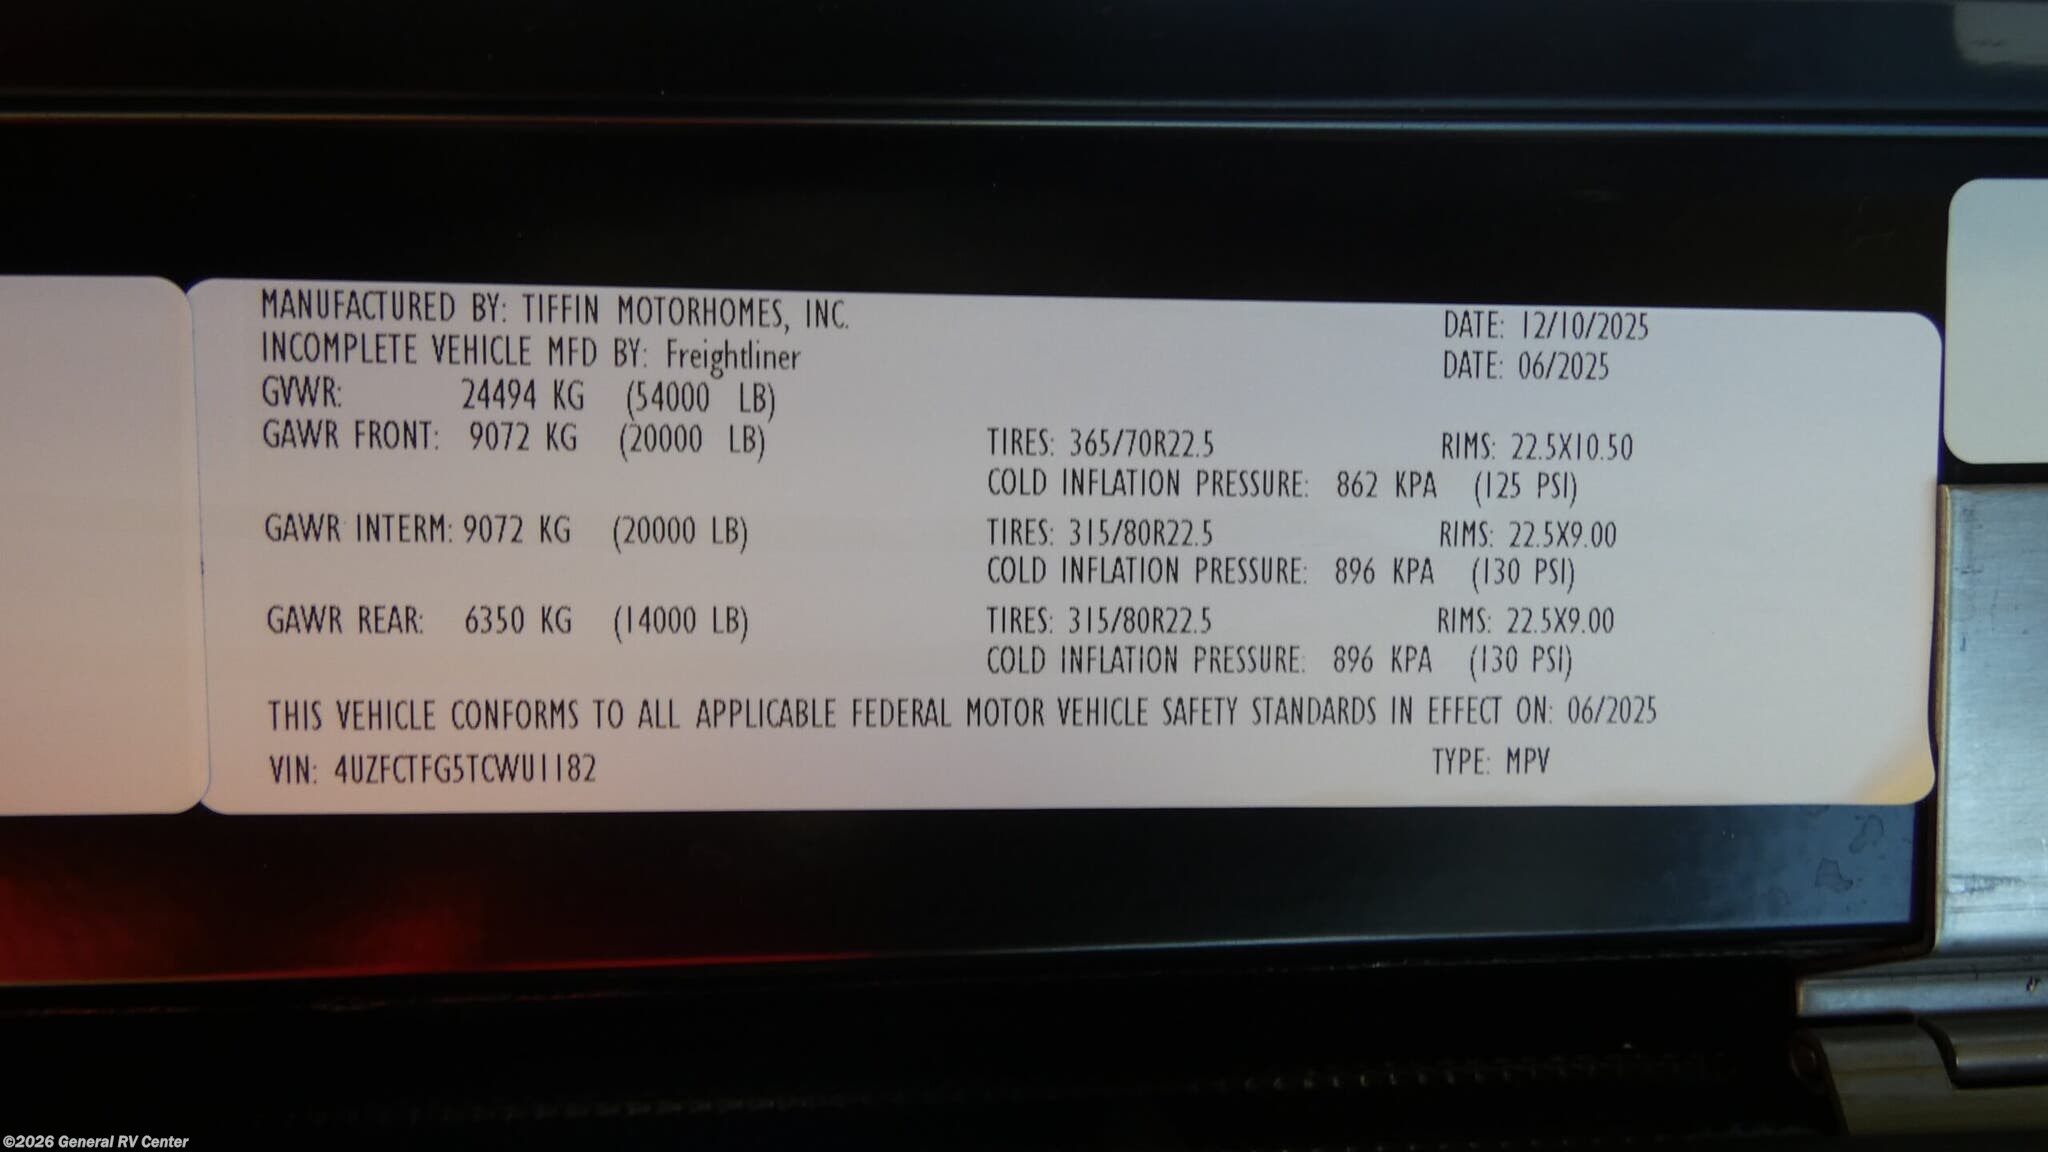 MANUFACTURED BY: TIFFIN MOTORHOMES, INC. DATE: 12/10/2025
INCOMPLETE VEHICLE MFD BY: Freightliner DATE: 06/2025
GVWR: 24494 KG (54000 LB)
GAWR FRONT: 9072 KG (20000 LB) TIRES: 365/70R22.5 RIMS: 22.5X10.50
COLD INFLATION PRESSURE: 862 KPA (125 PSI)
GAWR INTERM: 9072 KG (20000 LB) TIRES: 315/80R22.5 RIMS: 22.5X9.00
COLD INFLATION PRESSURE: 896 KPA (130 PSI)
GAWR REAR: 6350 KG (14000 LB) TIRES: 315/80R22.5 RIMS: 22.5X9.00
COLD INFLATION PRESSURE: 896 KPA (130 PSI)
THIS VEHICLE CONFORMS TO ALL APPLICABLE FEDERAL MOTOR VEHICLE SAFETY STANDARDS IN EFFECT ON: 06/2025
VIN: 4UZFCTFG5TCWU1182 TYPE: MPV
©2026 General RV Center